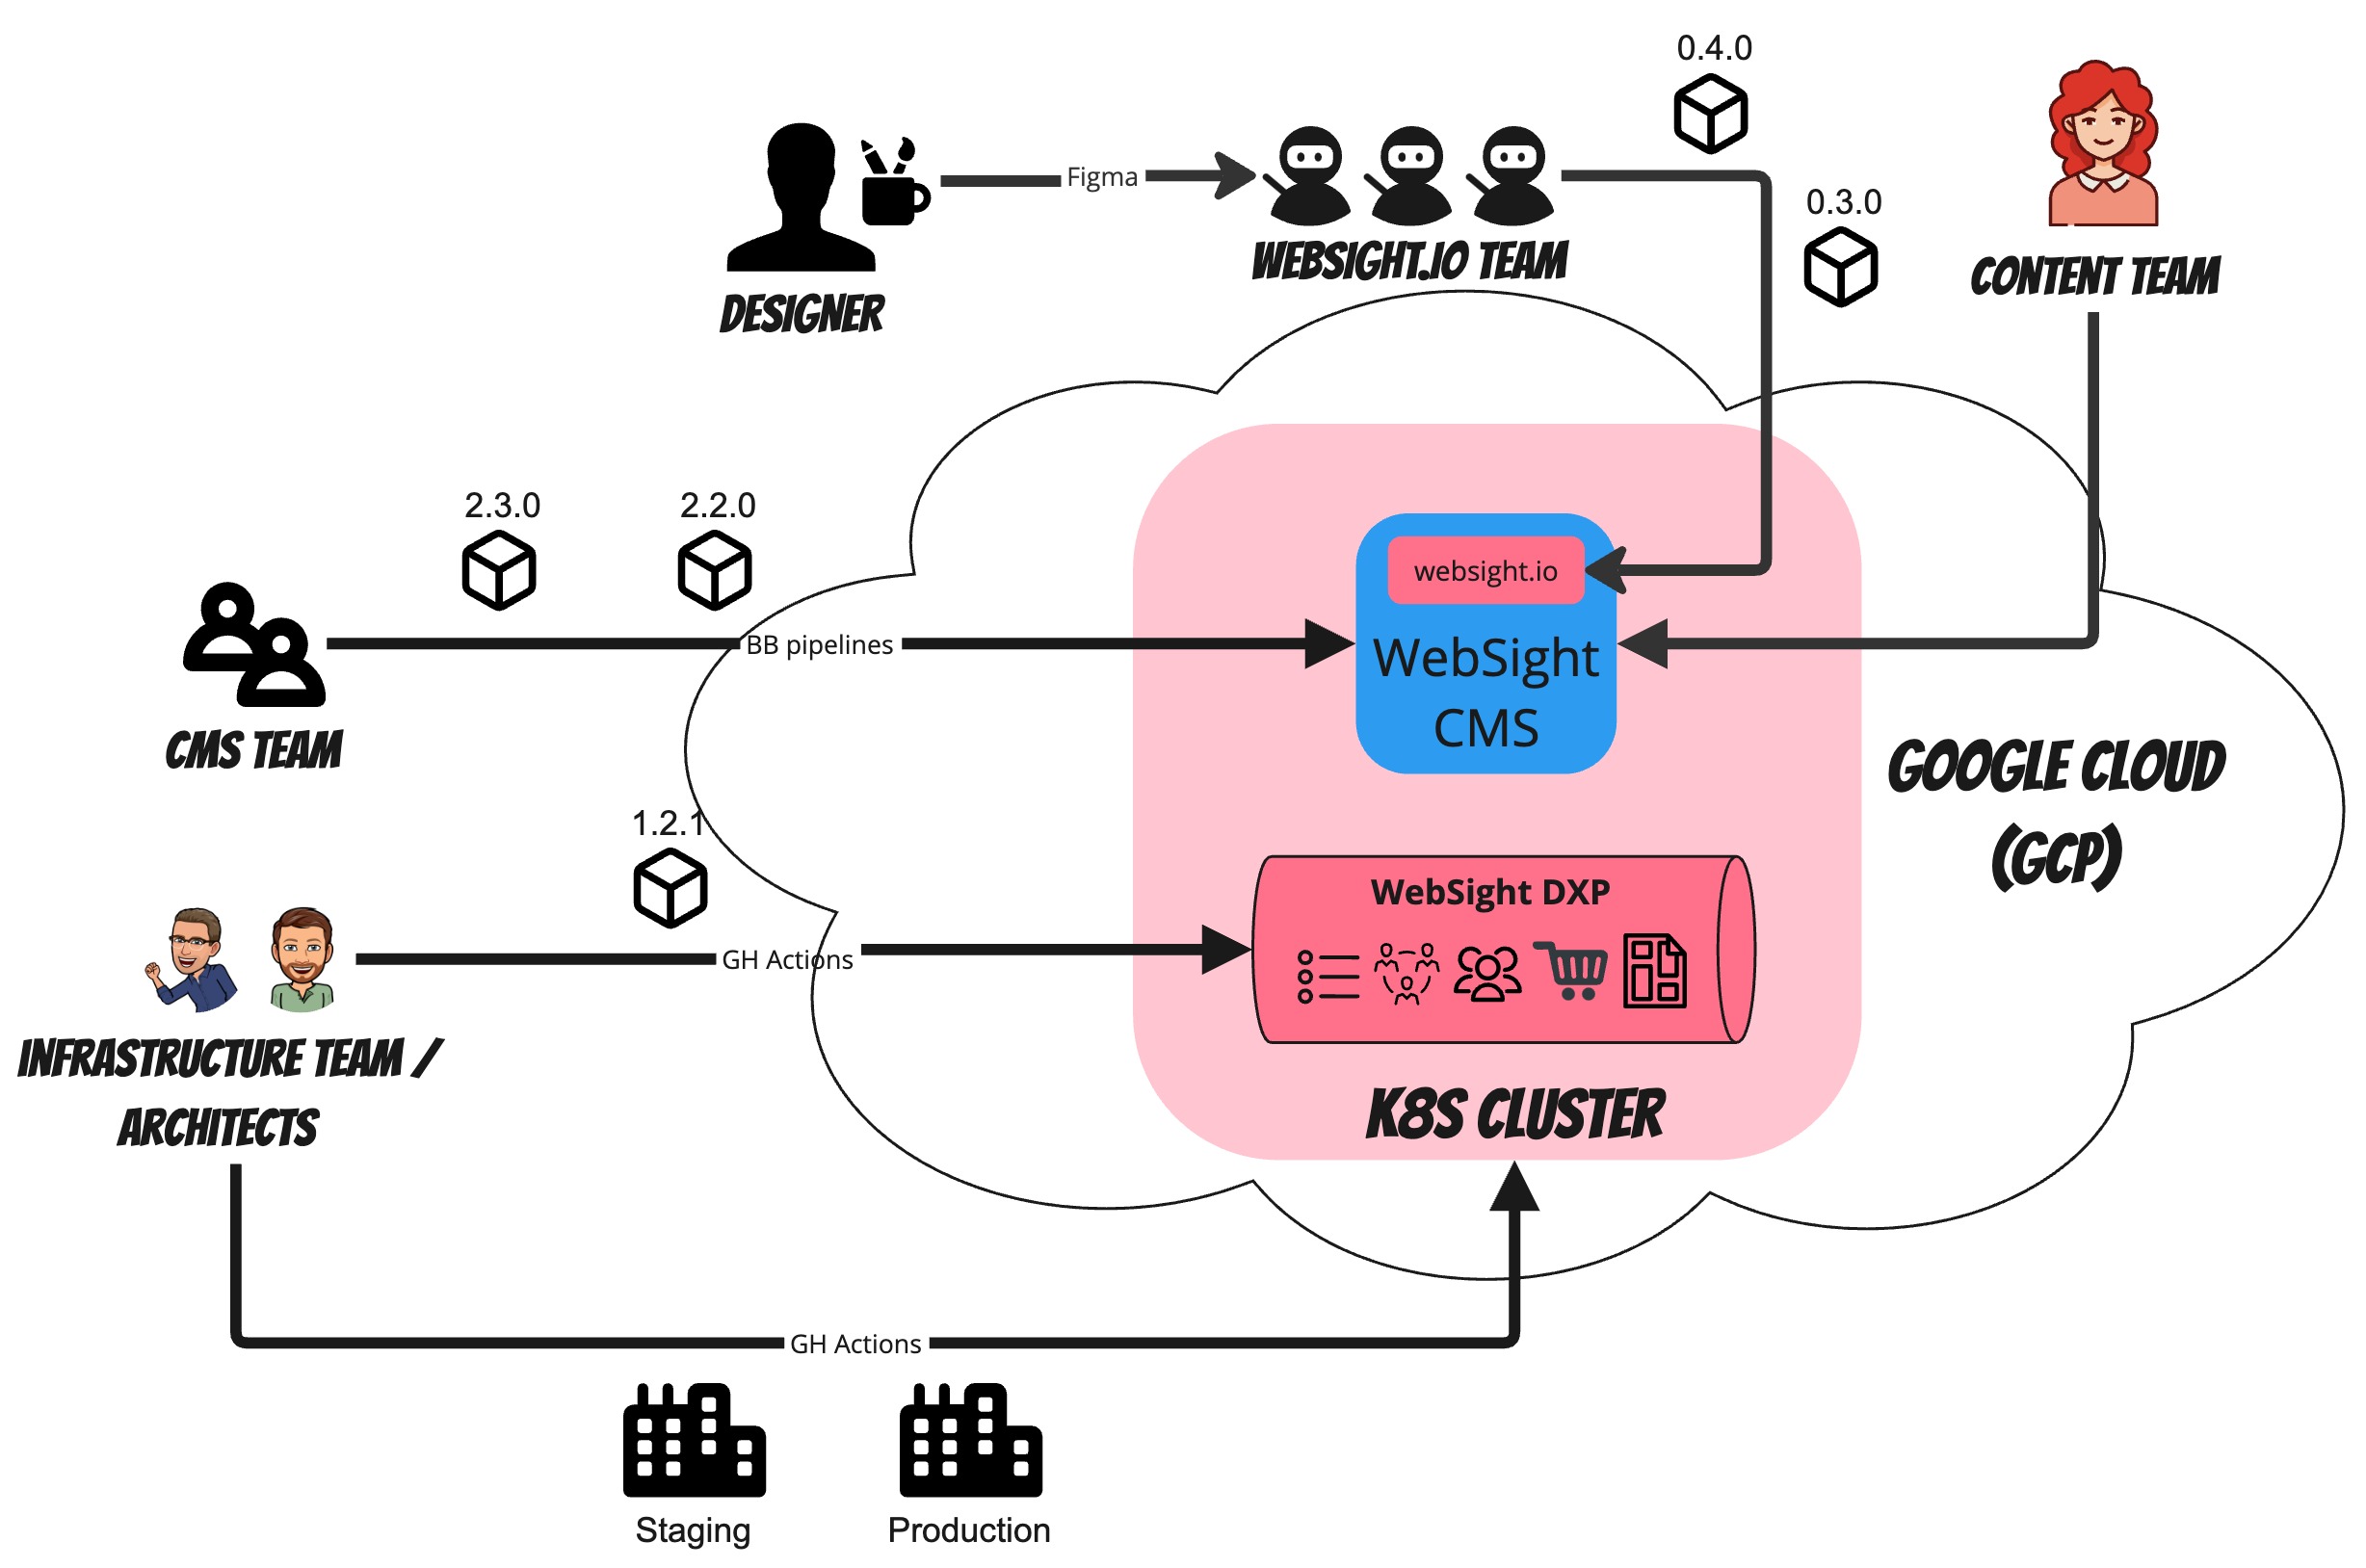 0.4.0
Figma
0.3.0
WEBSIGHT.IO TEAM
CONTENT TEAM
DESIGNER
2.3.0
2.2.0
websight.io
BB pipelines
WebSight
CMS
CMS TEAM
GOOGLE CLOUD
(GCP)
1.2.1
WebSight DXP
GH Actions
INFRASTRUCTURE TEAM /
ARCHITECTS
K8S CLUSTER
GH Actions
Staging
Production